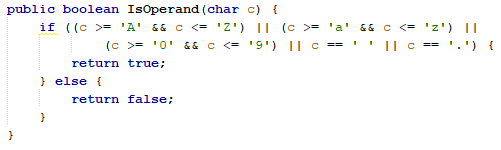 public boolean IsOperand(char c) {
    if ((c >= 'A' && c <= 'Z') || (c >= 'a' && c <= 'z') ||
            (c >= '0' && c <= '9') || c == ' ' || c == '.') {
        return true;
    } else {
        return false;
    }
}